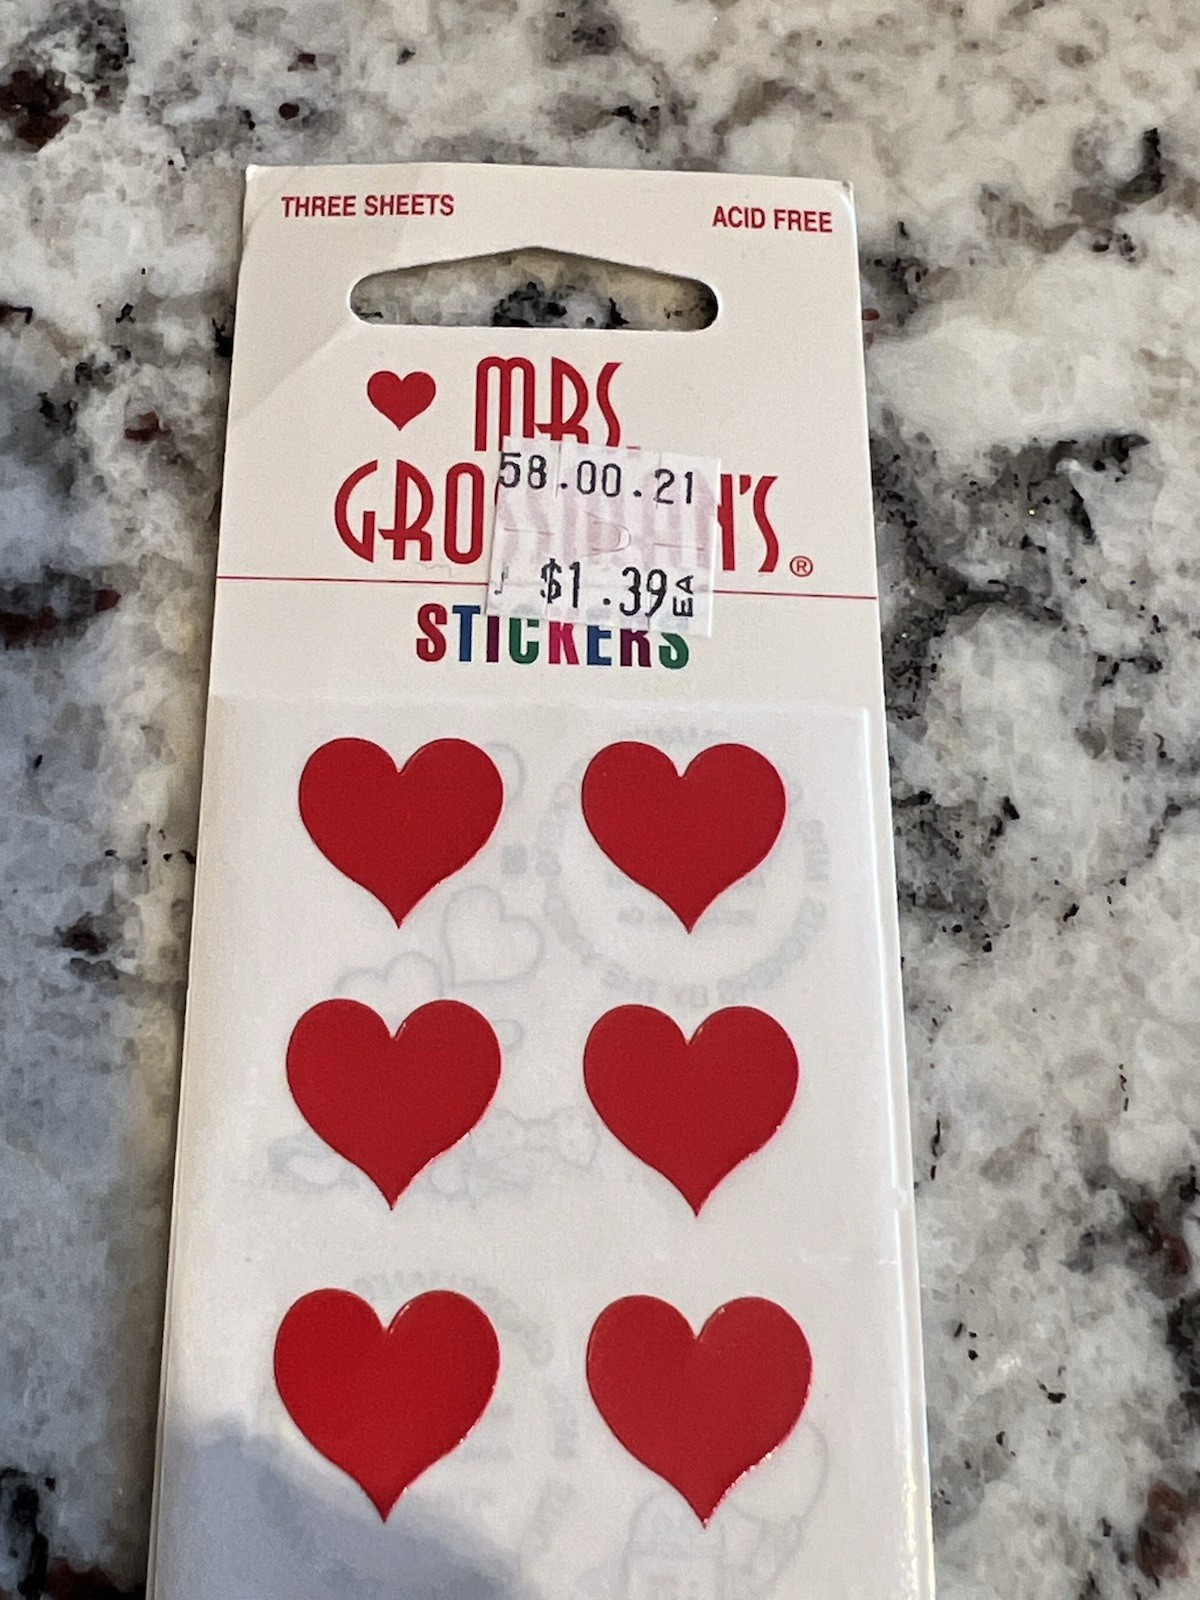 THREE SHEETS
ACID FREE
MRS.
58.00.21
GRO N'S®
$1.39 EA
STICKERS